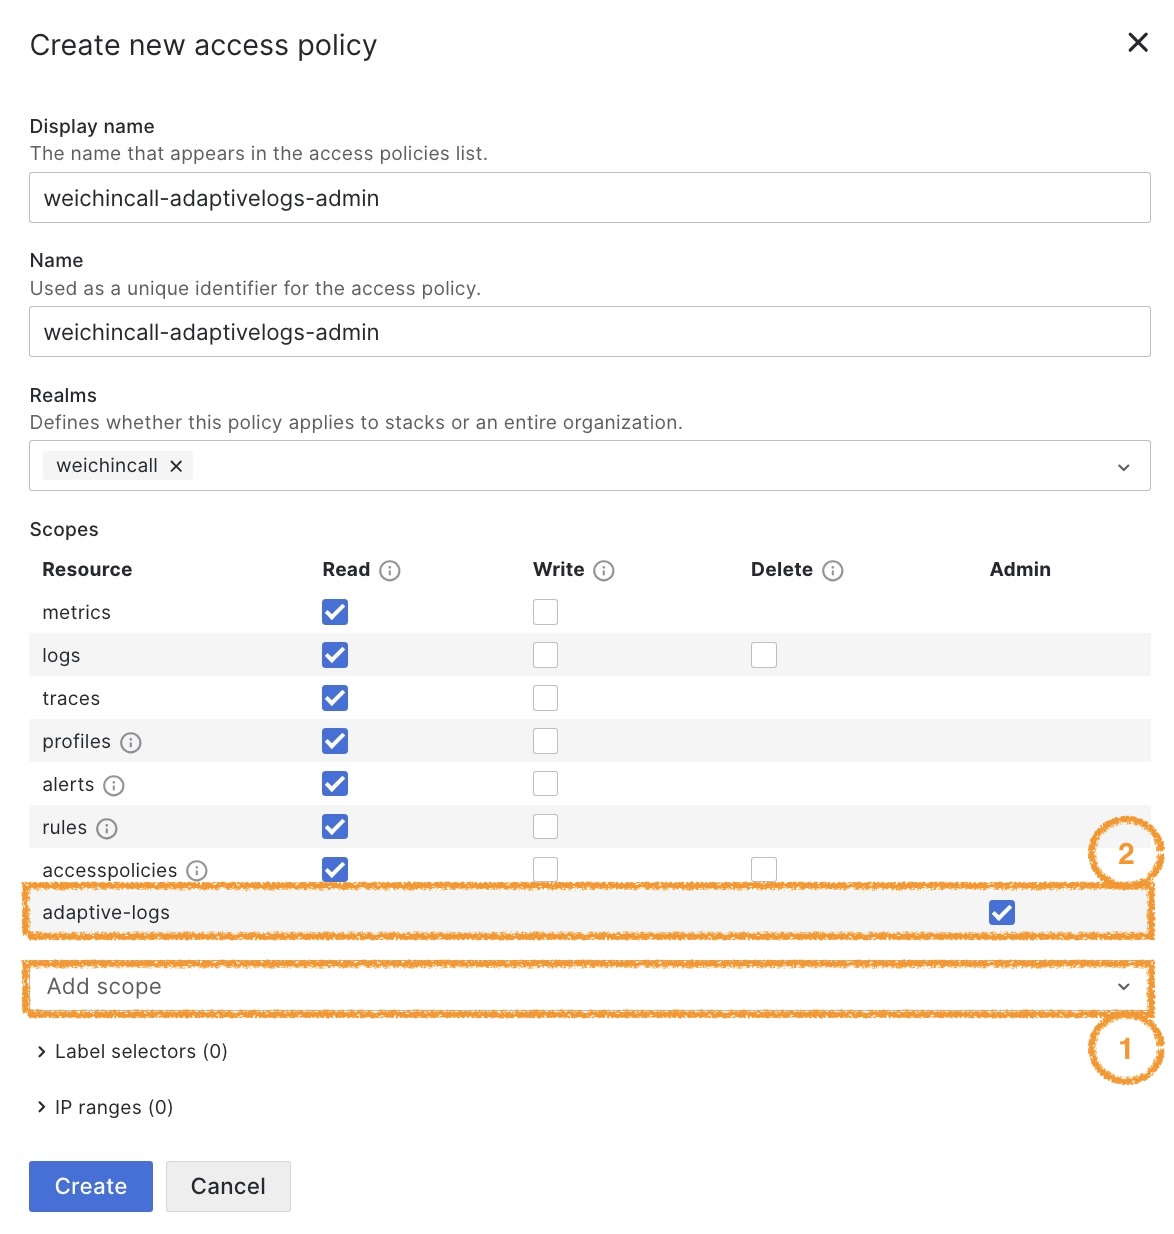 Create new access policy
Display name
The name that appears in the access policies list.
weichincall-adaptivelogs-admin
Name
Used as a unique identifier for the access policy.
weichincall-adaptivelogs-admin
Realms
Defines whether this policy applies to stacks or an entire organization.
weichincall
Scopes
Resource Read Write Delete Admin
metrics
logs
traces
profiles
alerts
rules
accesspolicies
2
adaptive-logs
Add scope
1
Label selectors (0)
IP ranges (0)
Create Cancel